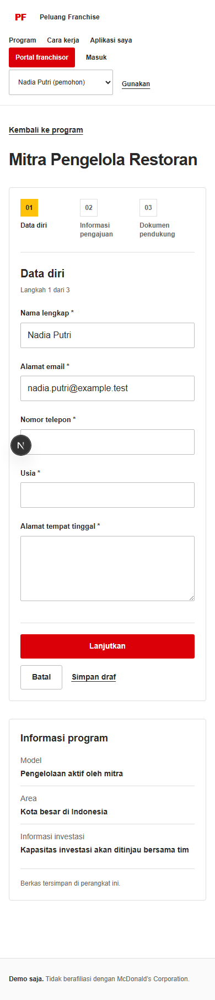 PF Peluang Franchise
Program Cara kerja Aplikasi saya
Portal franchisor Masuk
Nadia Putri (pemohon) Gunakan
Kembali ke program
Mitra Pengelola Restoran
01 02 03
Data diri Informasi Dokumen
pengajuan pendukung
Data diri
Langkah 1 dari 3
Nama lengkap *
Nadia Putri
Alamat email *
nadia.putri@example.test
Nomor telepon *
N
Usia *
Alamat tempat tinggal *
Lanjutkan
Batal Simpan draf
Informasi program
Model
Pengelolaan aktif oleh mitra
Area
Kota besar di Indonesia
Informasi investasi
Kapasitas investasi akan ditinjau bersama tim
Berkas tersimpan di perangkat ini.
Demo saja. Tidak berafiliasi dengan McDonald's Corporation.